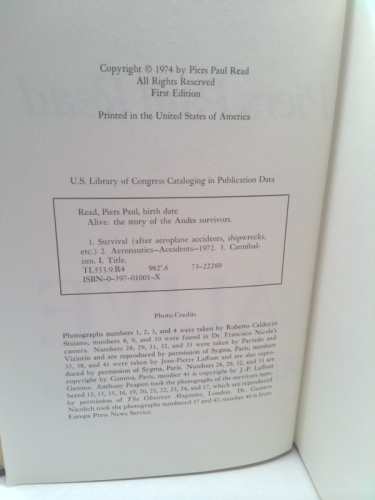 Copyright © 1974 by Piers Paul Read
All Rights Reserved
First Edition
Printed in the United States of America
U.S. Library of Congress Cataloging in Publication Data
Read, Piers Paul, birth date
Alive: the story of the Andes survivors.
1. Survival (after aeroplane accidents, shipwrecks,
etc.) 2. Aeronautics—Accidents—1972. 3. Cannibal-
ism. I. Title.
TL553.9.R4 982'.6 73-22269
ISBN-0-397-01001-X
Photo Credits
Photographs numbers 1, 2, 3, and 4 were taken by Roberto Caldeyro
Stajano; numbers 8, 9, and 10 were found in Dr. Francisco Nicola's
camera. Numbers 28, 29, 31, 32, and 33 were taken by Parrado and
Vizintín and are reproduced by permission of Sygma, Paris; numbers
35, 38, and 41 were taken by Jean-Pierre Laffont and are also repro-
duced by permission of Sygma, Paris. Numbers 28, 29, 32, and 33 are
copyright by Gamma, Paris; number 41 is copyright by J.-P. Laffont
Gamma. Anthony Pragnm took the photographs of the survivors num-
bered 12, 13, 15, 16, 19, 20, 21, 22, 23, 24, and 27, which are reproduced
by permission of The Observer Magazine, London. Dr. Gustavo
Nicolich took the photographs numbered 17 and 42; number 40 is from
Europa Press News Service.